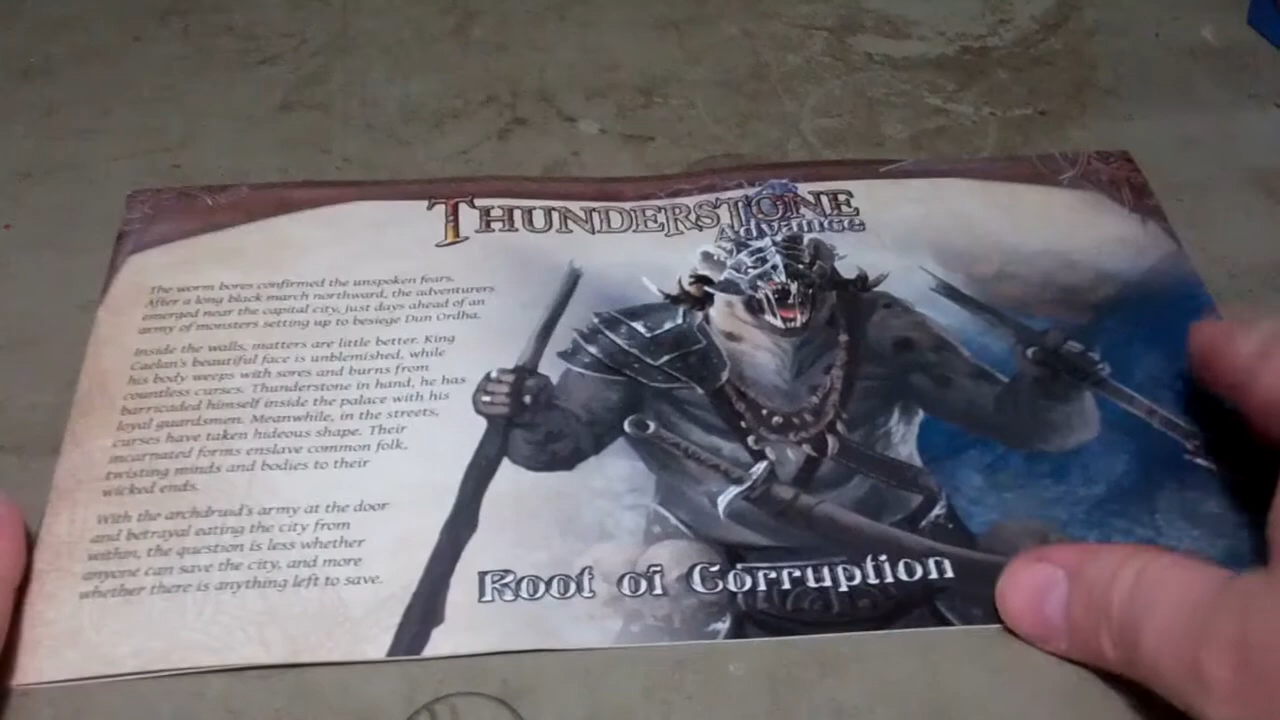 THUNDERSTONE
Advance
The worm bores confirmed the unspoken fears.
After a long black march northward, the adventurers
emerged near the capital city, just days ahead of an
army of monsters setting up to besiege Dun Ordha.
Inside the walls, matters are little better. King
Caelan's beautiful face is unblemished, while
his body weeps with sores and burns from
countless curses. Thunderstone in hand, he has
barricaded himself inside the palace with his
loyal guardsmen. Meanwhile, in the streets,
curses have taken hideous shape. Their
incarnated forms enslave common folk,
twisting minds and bodies to their
wicked ends.
With the archdruid's army at the door
and betrayal eating the city from
within, the question is less whether
anyone can save the city, and more
whether there is anything left to save.
Root of Corruption